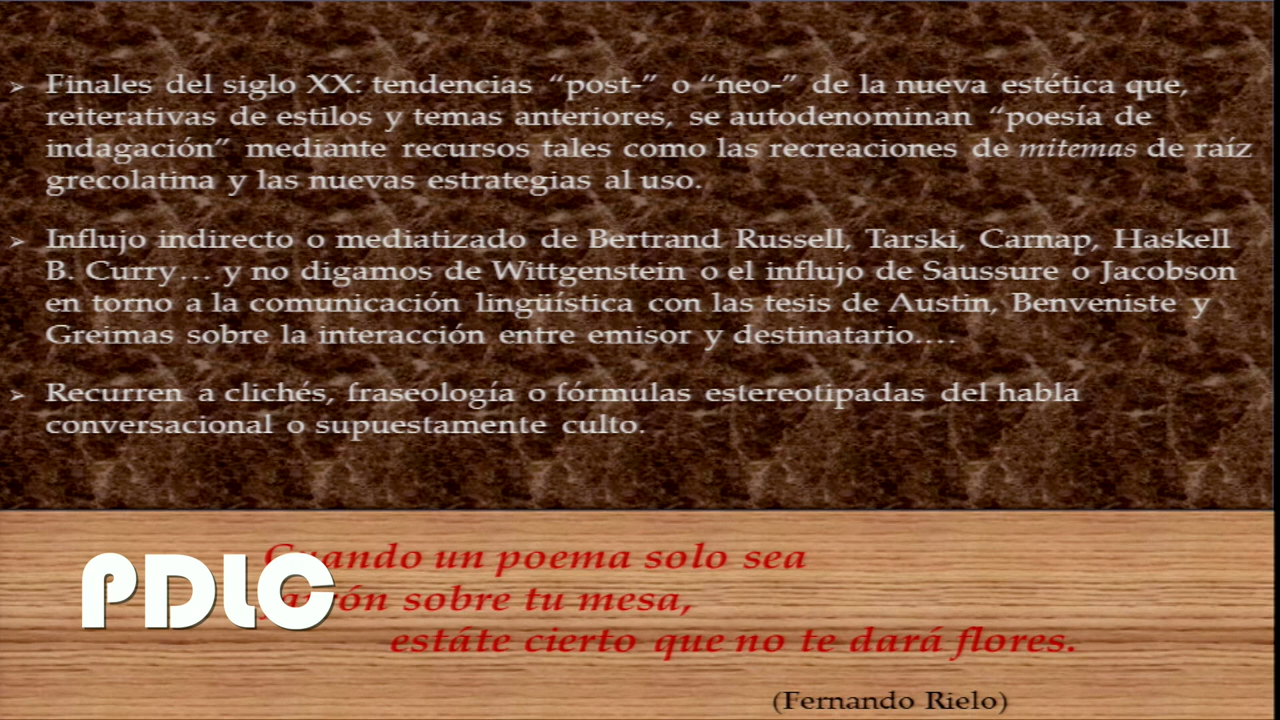 ➢ Finales del siglo XX: tendencias “post-” o “neo-” de la nueva estética que,
reiterativas de estilos y temas anteriores, se autodenominan “poesía de
indagación” mediante recursos tales como las recreaciones de mitemas de raíz
grecolatina y las nuevas estrategias al uso.
➢ Influjo indirecto o mediatizado de Bertrand Russell, Tarski, Carnap, Haskell
B. Curry… y no digamos de Wittgenstein o el influjo de Saussure o Jacobson
en torno a la comunicación lingüística con las tesis de Austin, Benveniste y
Greimas sobre la interacción entre emisor y destinatario….
➢ Recurren a clichés, fraseología o fórmulas estereotipadas del habla
conversacional o supuestamente culto.
Cuando un poema solo sea
sobre tu mesa,
estáte cierto que no te dará flores.
PDLC
(Fernando Rielo)